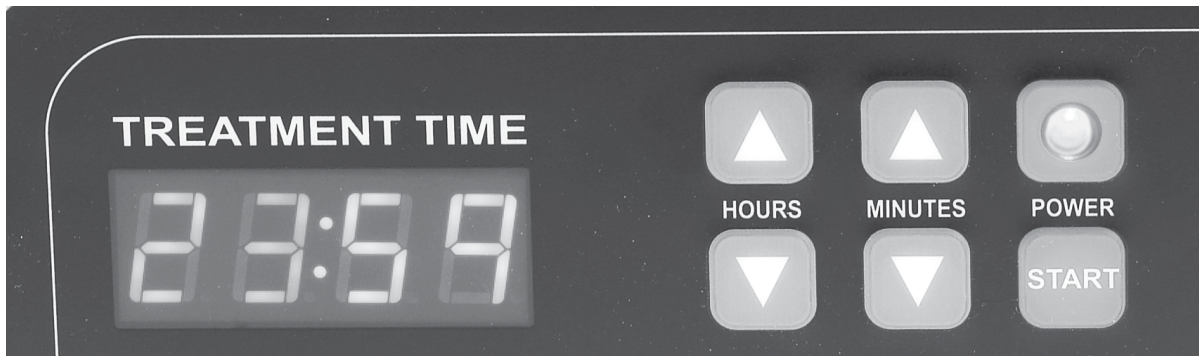 TREATMENT TIME
23:59
HOURS MINUTES POWER
START